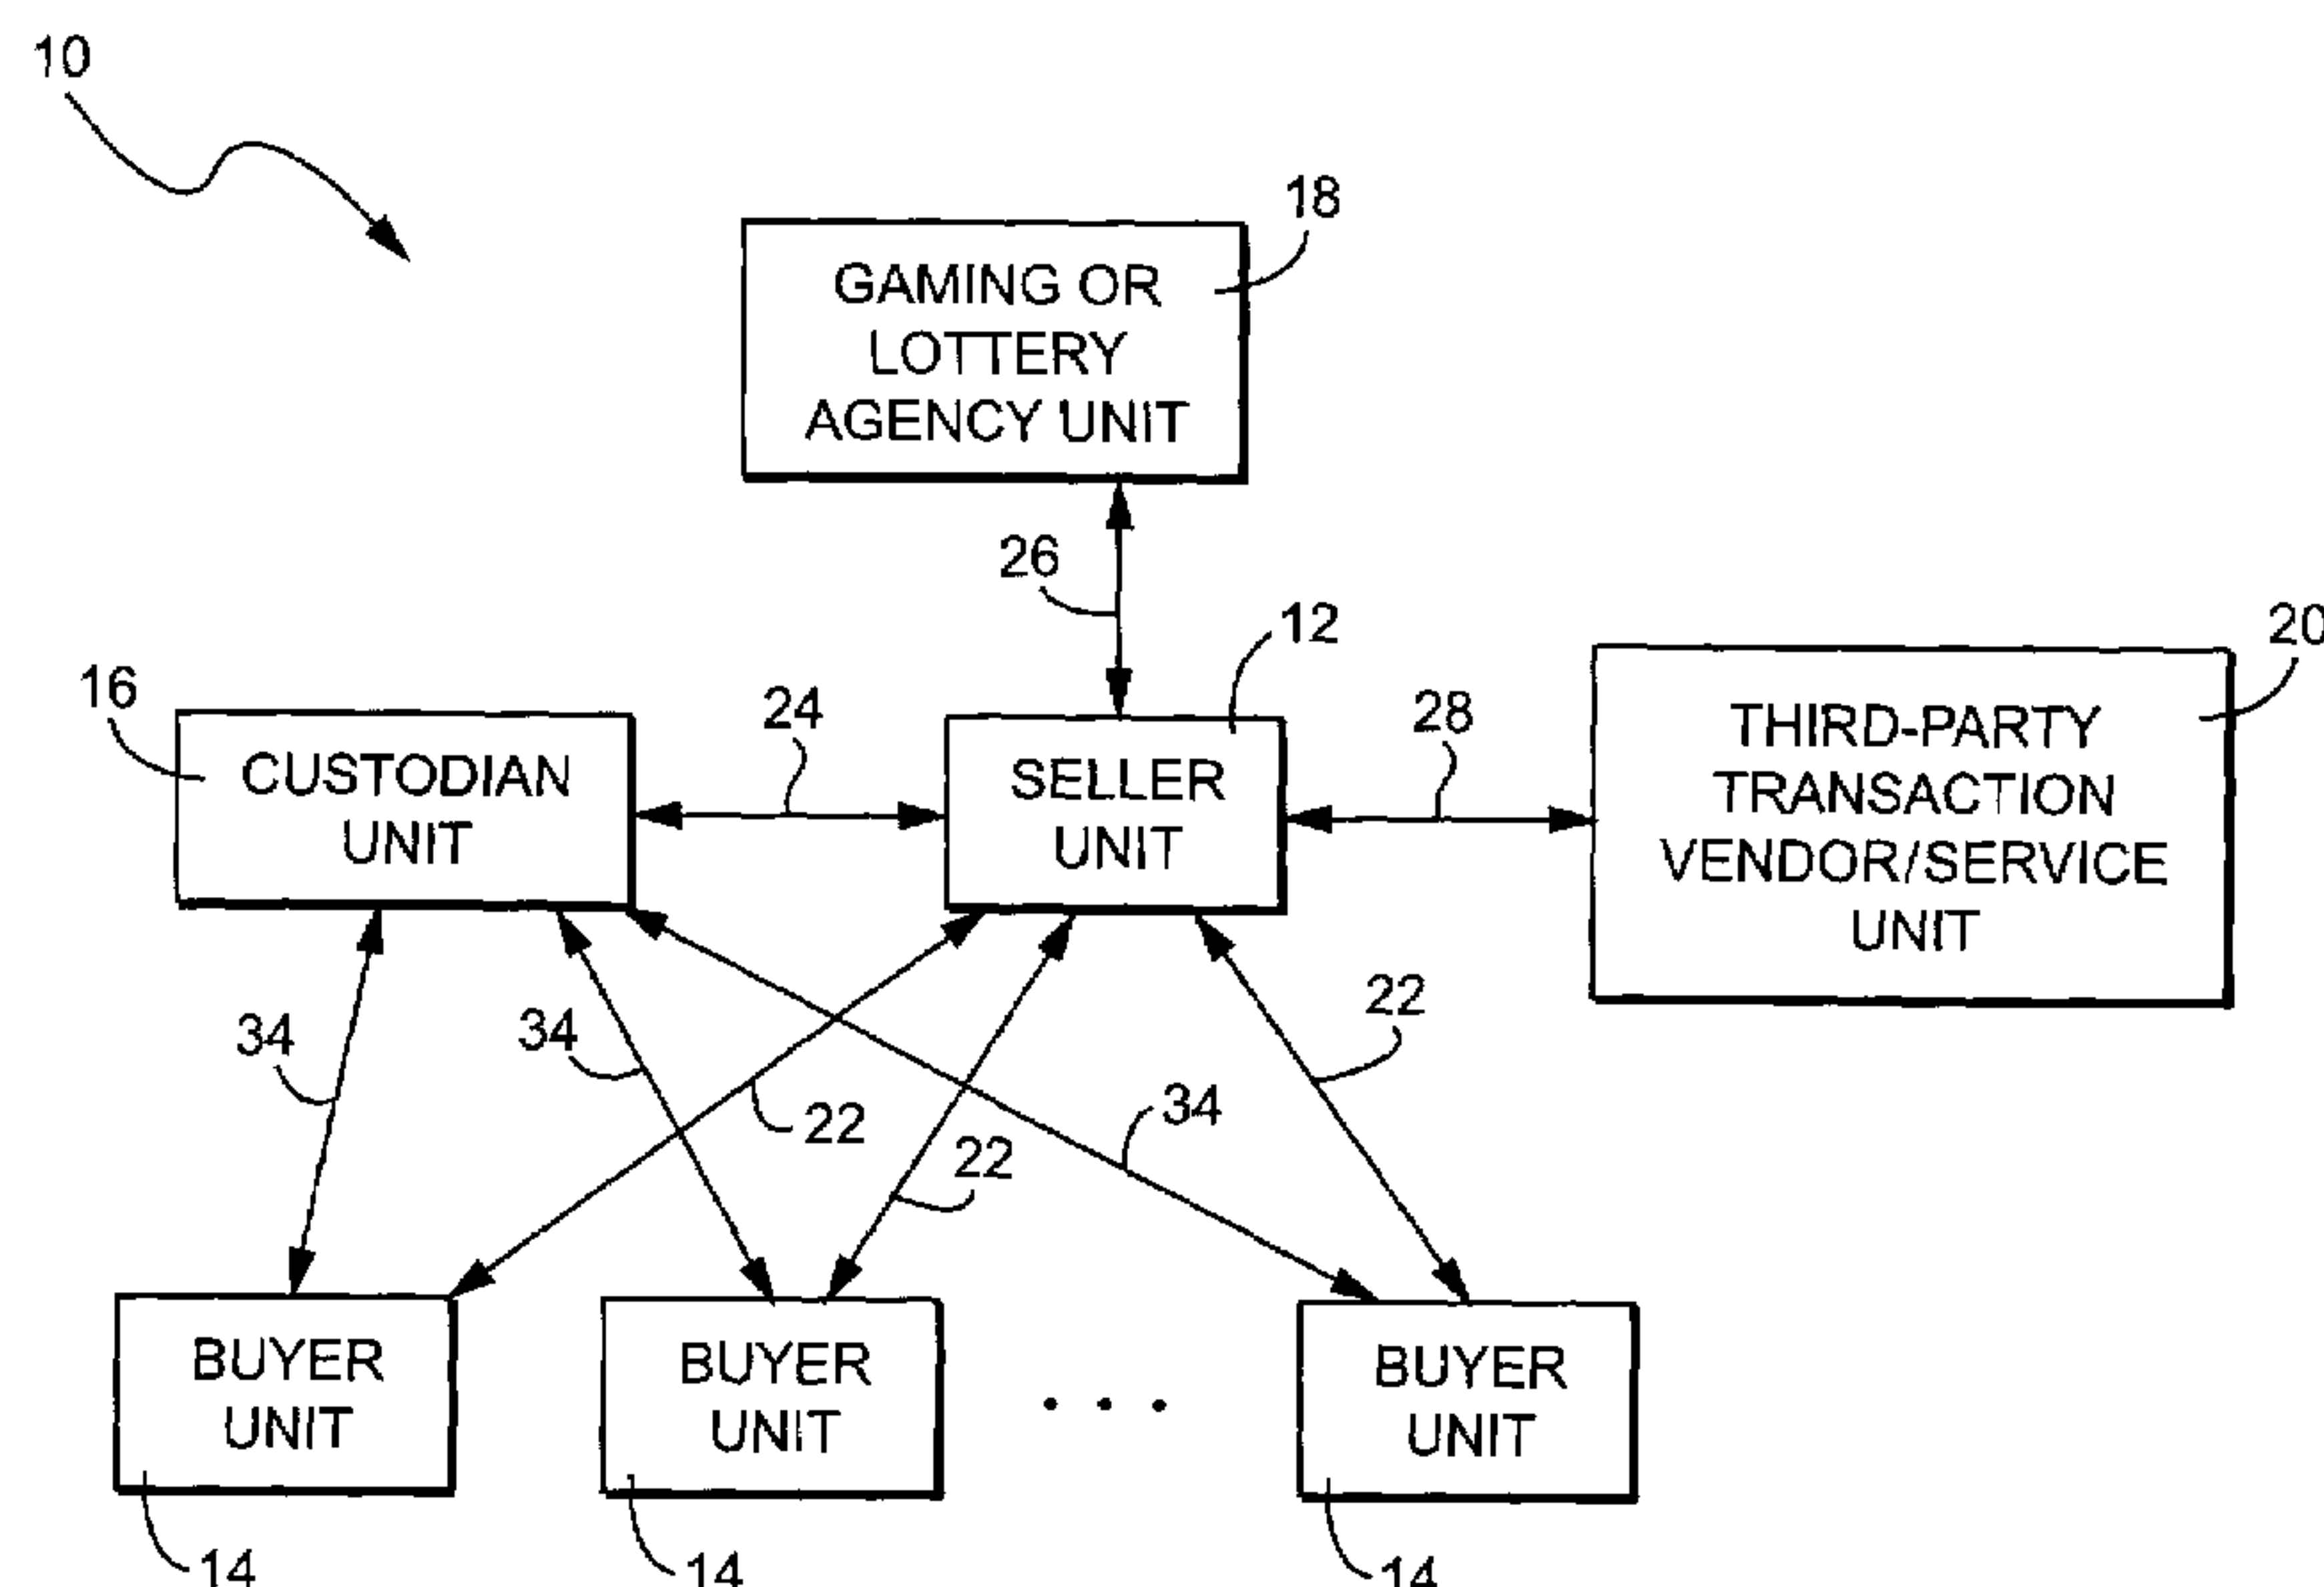 10
18
GAMING OR
LOTTERY
AGENCY UNIT
26
12
20
16
24
28
CUSTODIAN
UNIT
SELLER
UNIT
THIRD-PARTY
TRANSACTION
VENDOR/SERVICE
UNIT
34
34
22
22
34
22
BUYER
UNIT
BUYER
UNIT
. . .
BUYER
UNIT
14
14
14